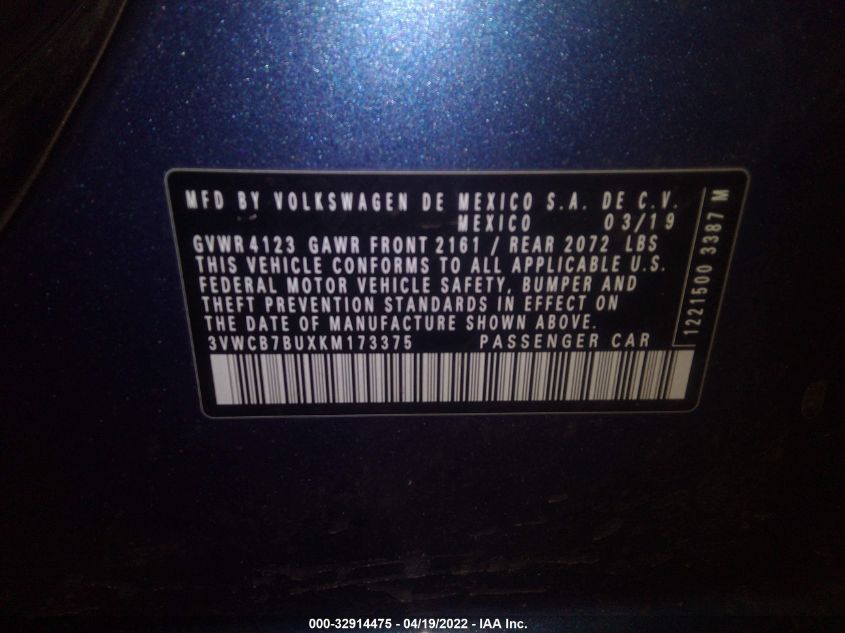 MFD BY VOLKSWAGEN DE MEXICO S.A. DE C.V.
MEXICO 03/19
GVWR 4123 GAWR FRONT 2161 / REAR 2072 LBS
THIS VEHICLE CONFORMS TO ALL APPLICABLE U.S.
FEDERAL MOTOR VEHICLE SAFETY, BUMPER AND
THEFT PREVENTION STANDARDS IN EFFECT ON
THE DATE OF MANUFACTURE SHOWN ABOVE.
3VWCB7BUXKM173375 PASSENGER CAR
1221500 3387 M
000-32914475 - 04/19/2022 - IAA Inc.